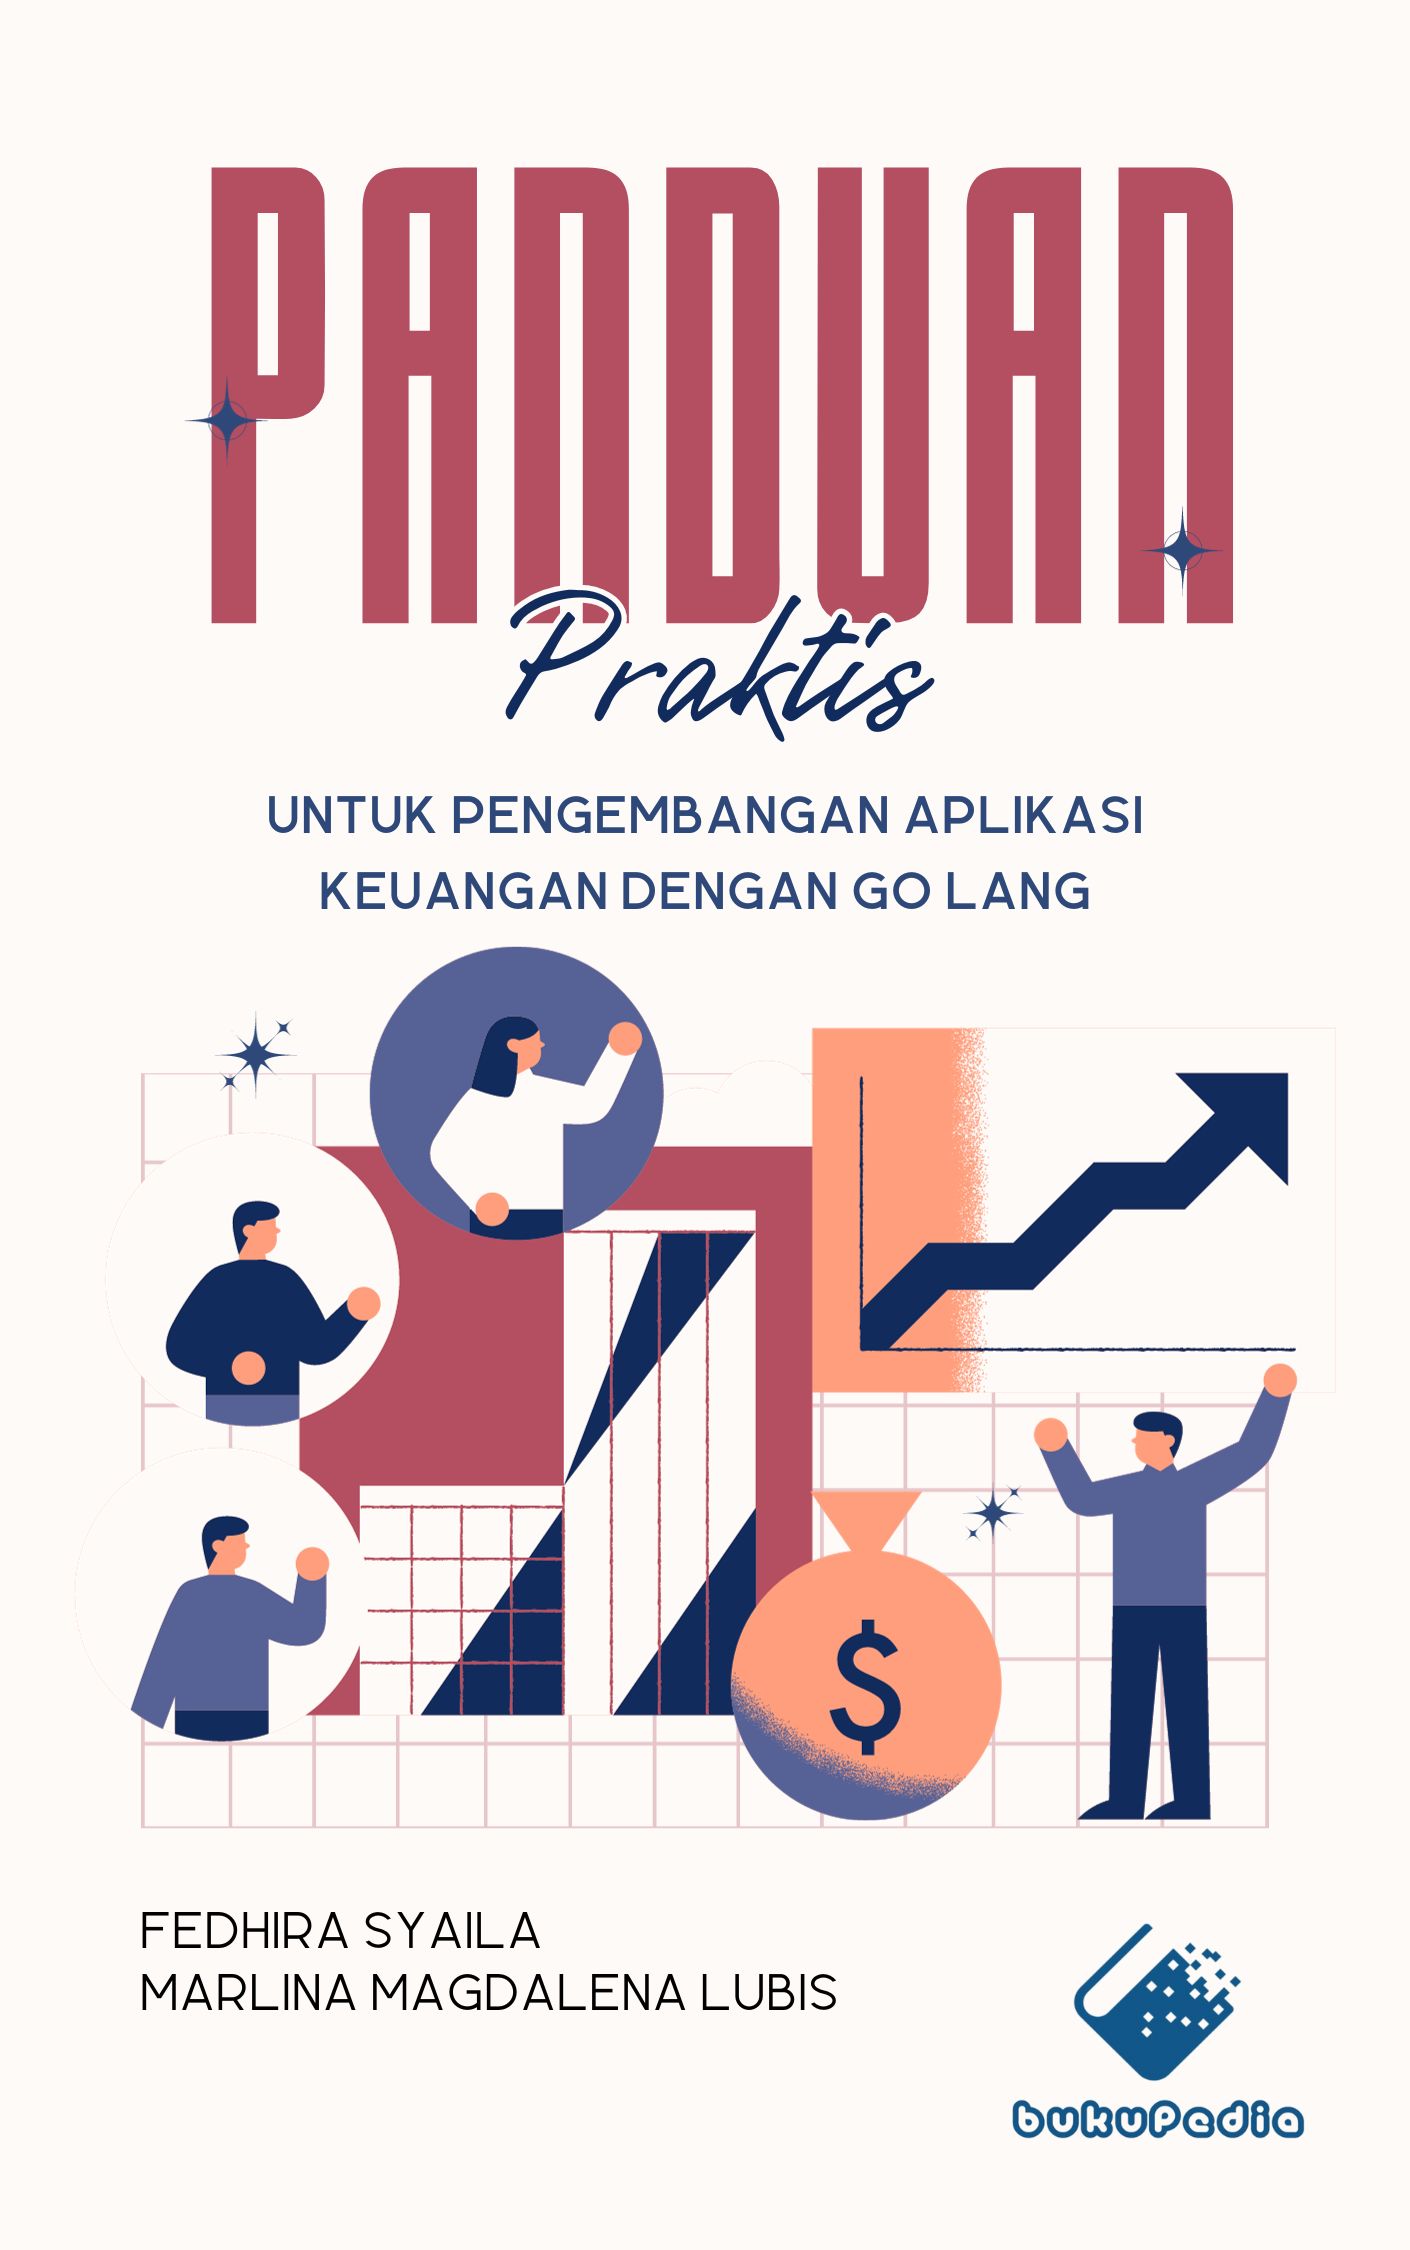 PANDUAN
Praktis
UNTUK PENGEMBANGAN APLIKASI
KEUANGAN DENGAN GO LANG
$
FEDHIRA SYAILA
MARLINA MAGDALENA LUBIS
bukupedia